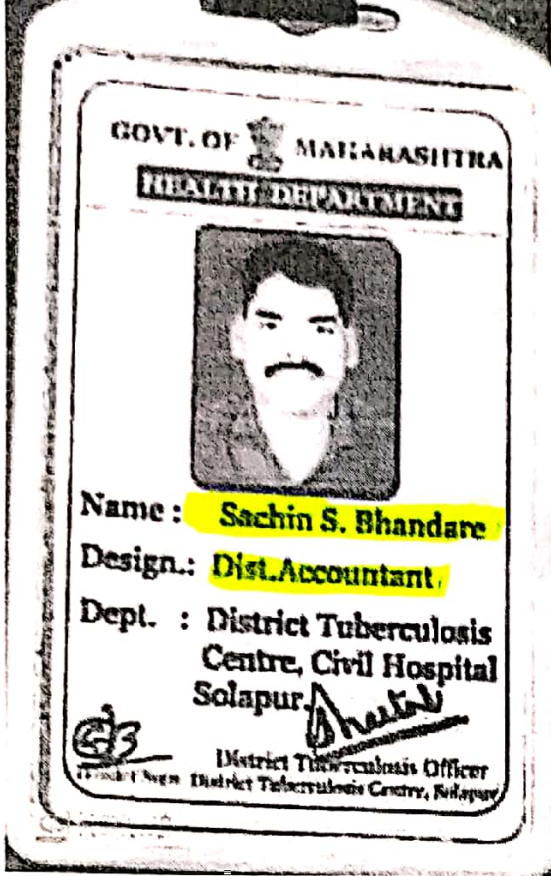 GOVT. OF MAHARASHTRA
HEALTH DEPARTMENT
Name : Sachin S. Bhandare
Design.: Dist.Accountant
Dept. : District Tuberculosis
Centre, Civil Hospital
Solapur.
District Tuberculosis Officer
District Tuberculosis Centre, Solapur